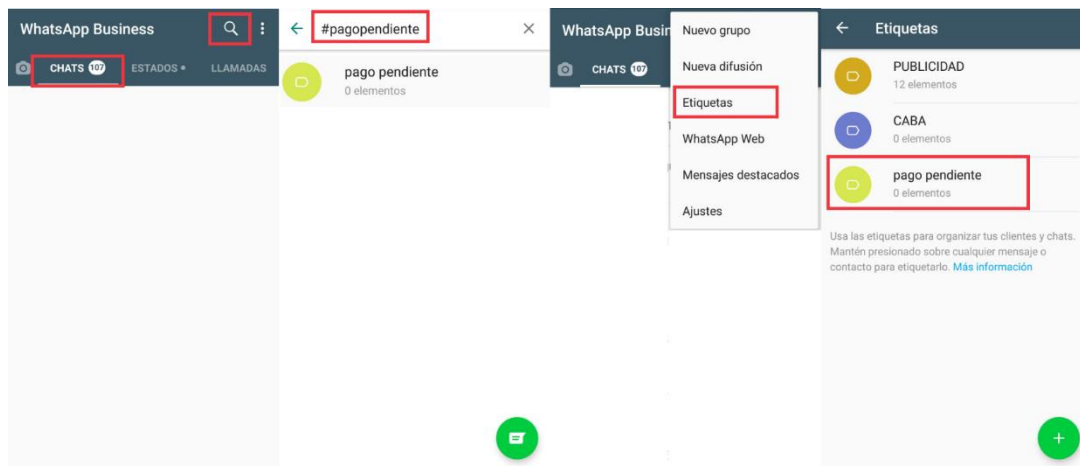 WhatsApp Business
CHATS 107 ESTADOS • LLAMADAS
#pagopendiente
pago pendiente
0 elementos
WhatsApp Busin
CHATS 107
Nuevo grupo
Nueva difusión
Etiquetas
WhatsApp Web
Mensajes destacados
Ajustes
Etiquetas
PUBLICIDAD
12 elementos
CABA
0 elementos
pago pendiente
0 elementos
Usa las etiquetas para organizar tus clientes y chats.
Mantén presionado sobre cualquier mensaje o
contacto para etiquetarlo. Más información